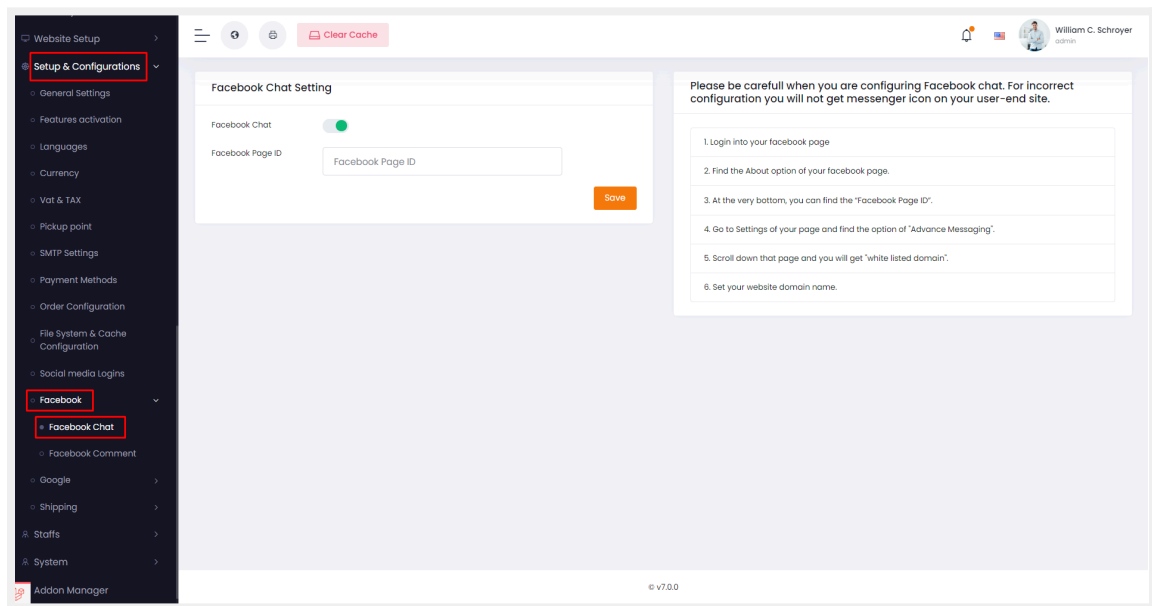 Website Setup
Setup & Configurations
General Settings
Features activation
Languages
Currency
Vat & TAX
Pickup point
SMTP Settings
Payment Methods
Order Configuration
File System & Cache
Configuration
Social media Logins
Facebook
Facebook Chat
Facebook Comment
Google
Shipping
Staffs
System
Addon Manager
Clear Cache
William C. Schroyer
admin
Facebook Chat Setting
Facebook Chat
Facebook Page ID
Facebook Page ID
Save
Please be carefull when you are configuring Facebook chat. For incorrect
configuration you will not get messenger icon on your user-end site.
1. Login into your facebook page
2. Find the About option of your facebook page.
3. At the very bottom, you can find the “Facebook Page ID”.
4. Go to Settings of your page and find the option of "Advance Messaging".
5. Scroll down that page and you will get "white listed domain".
6. Set your website domain name.
© v7.0.0